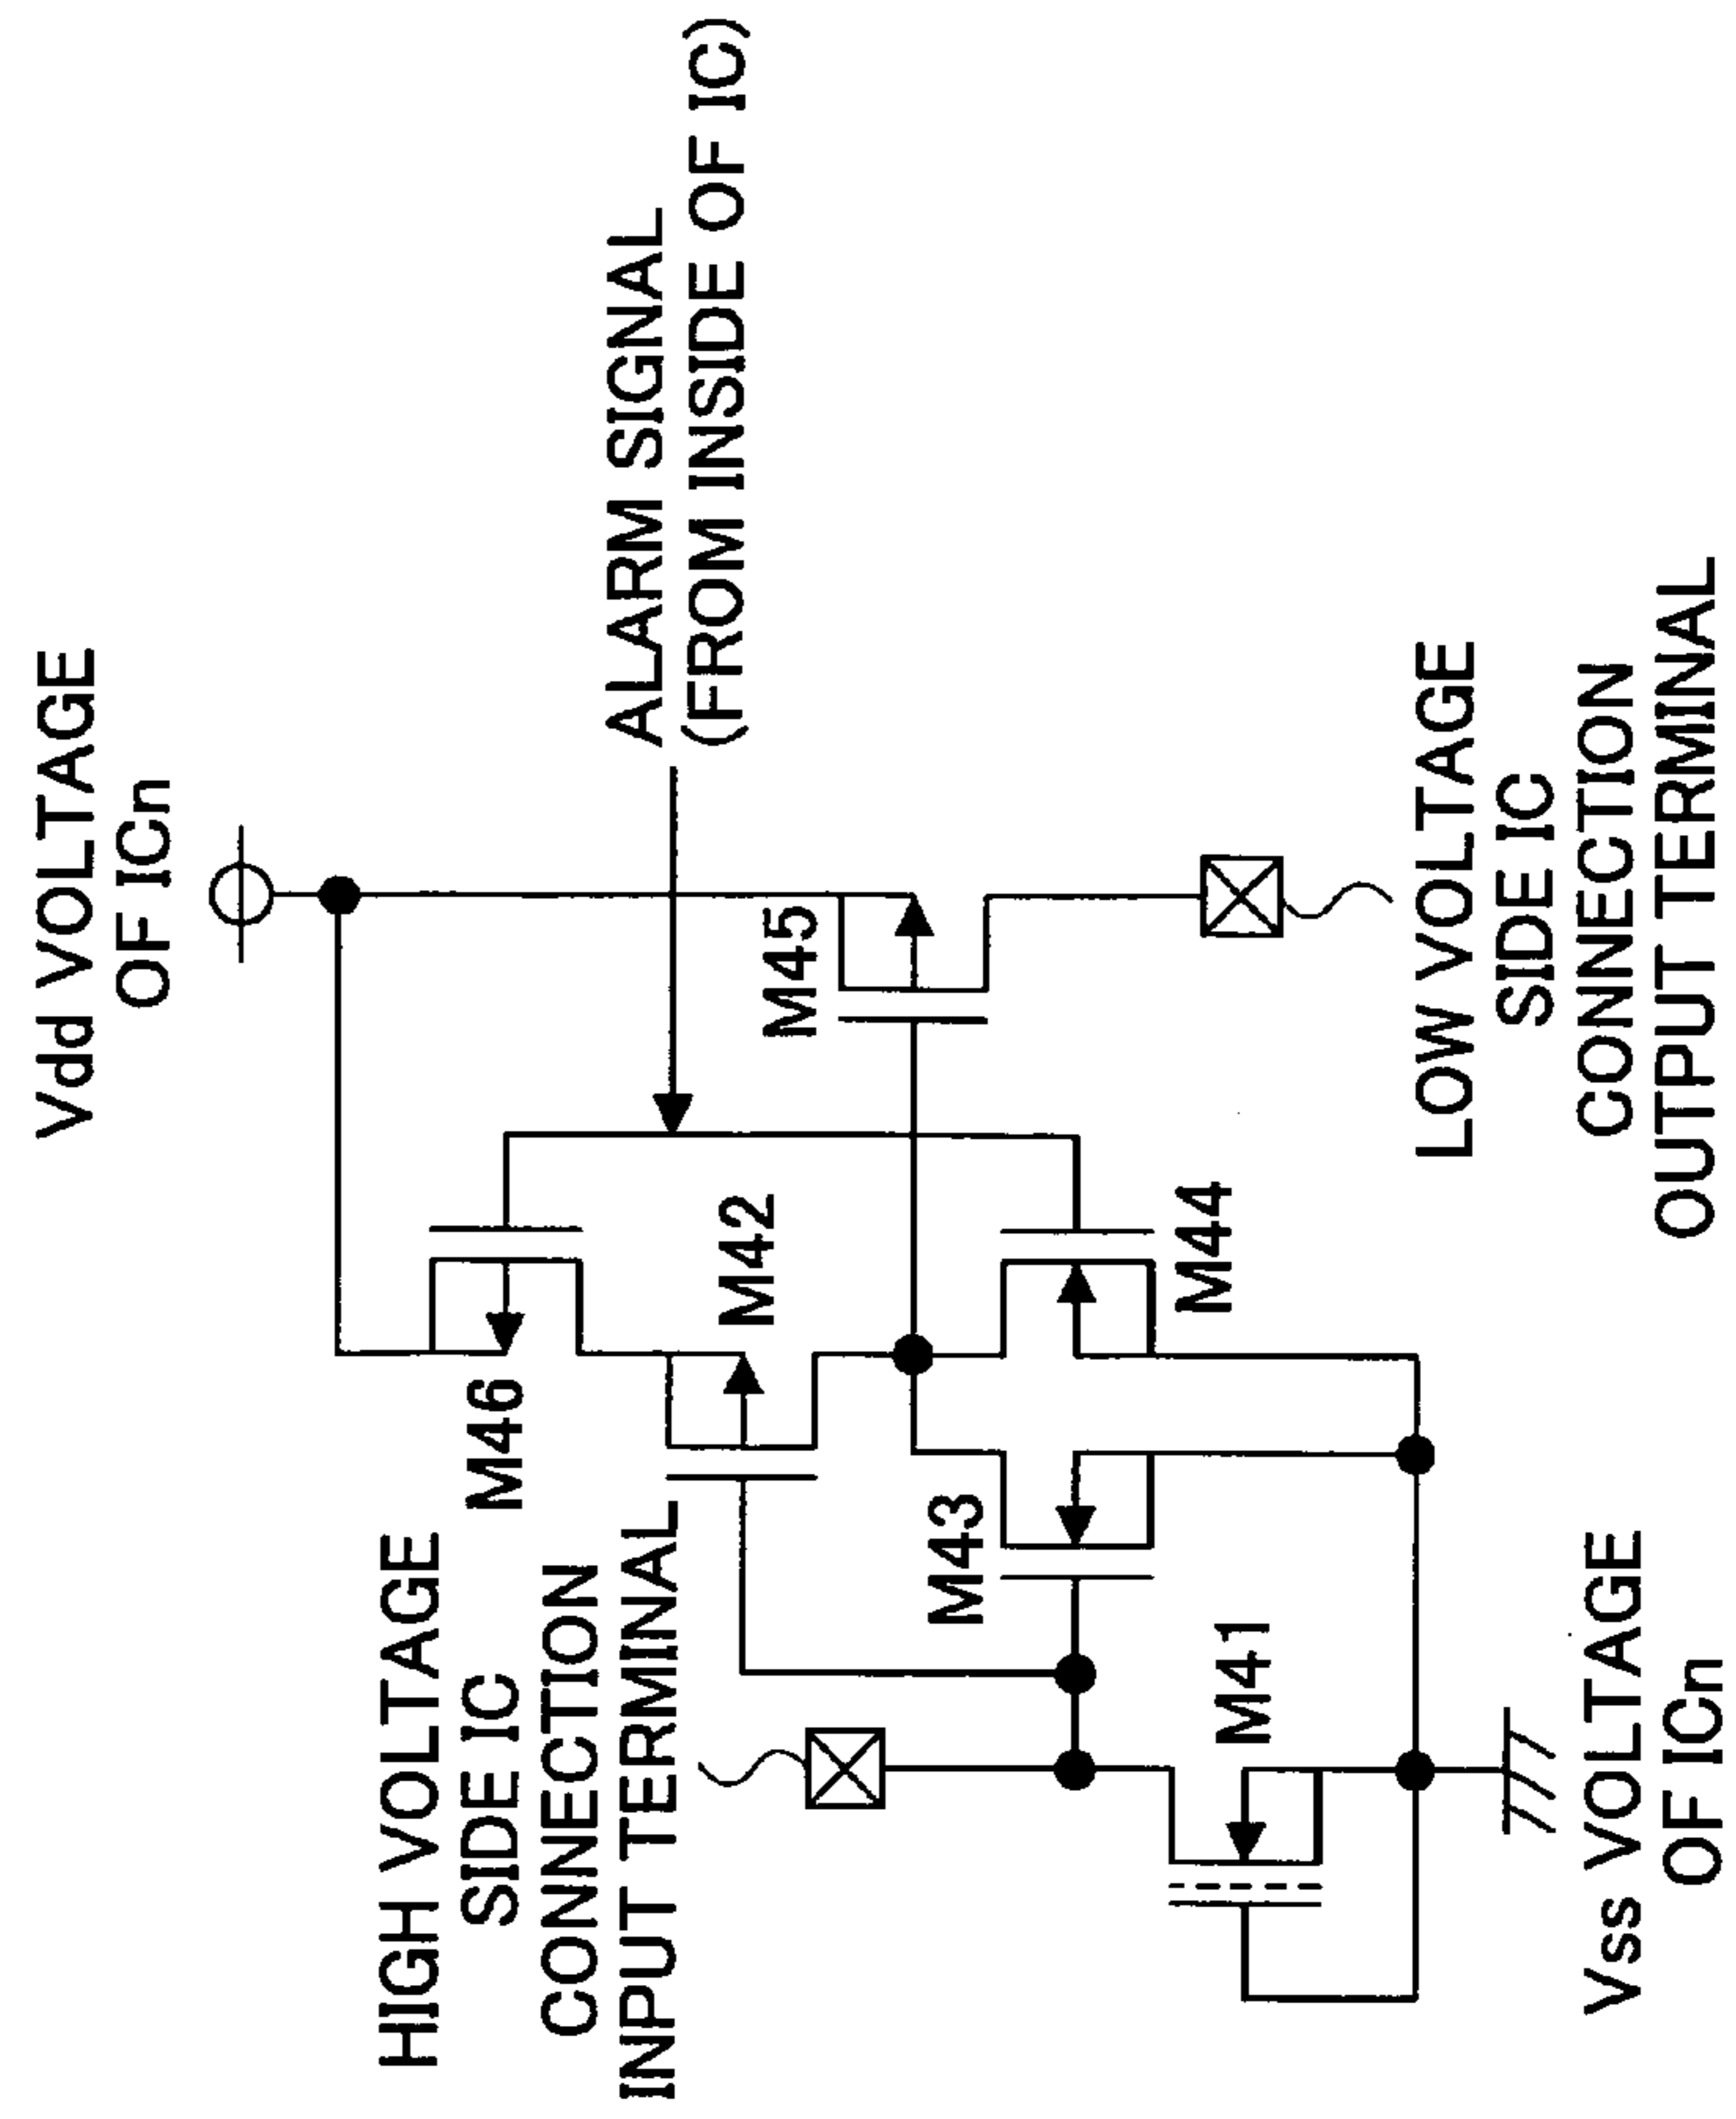 Vdd VOLTAGE
OF ICn
ALARM SIGNAL
(FROM INSIDE OF IC)
M46
M42
M45
HIGH VOLTAGE
SIDE IC
CONNECTION
INPUT TERMINAL
M43
M44
M41
LOW VOLTAGE
SIDE IC
CONNECTION
OUTPUT TERMINAL
Vss VOLTAGE
OF ICn